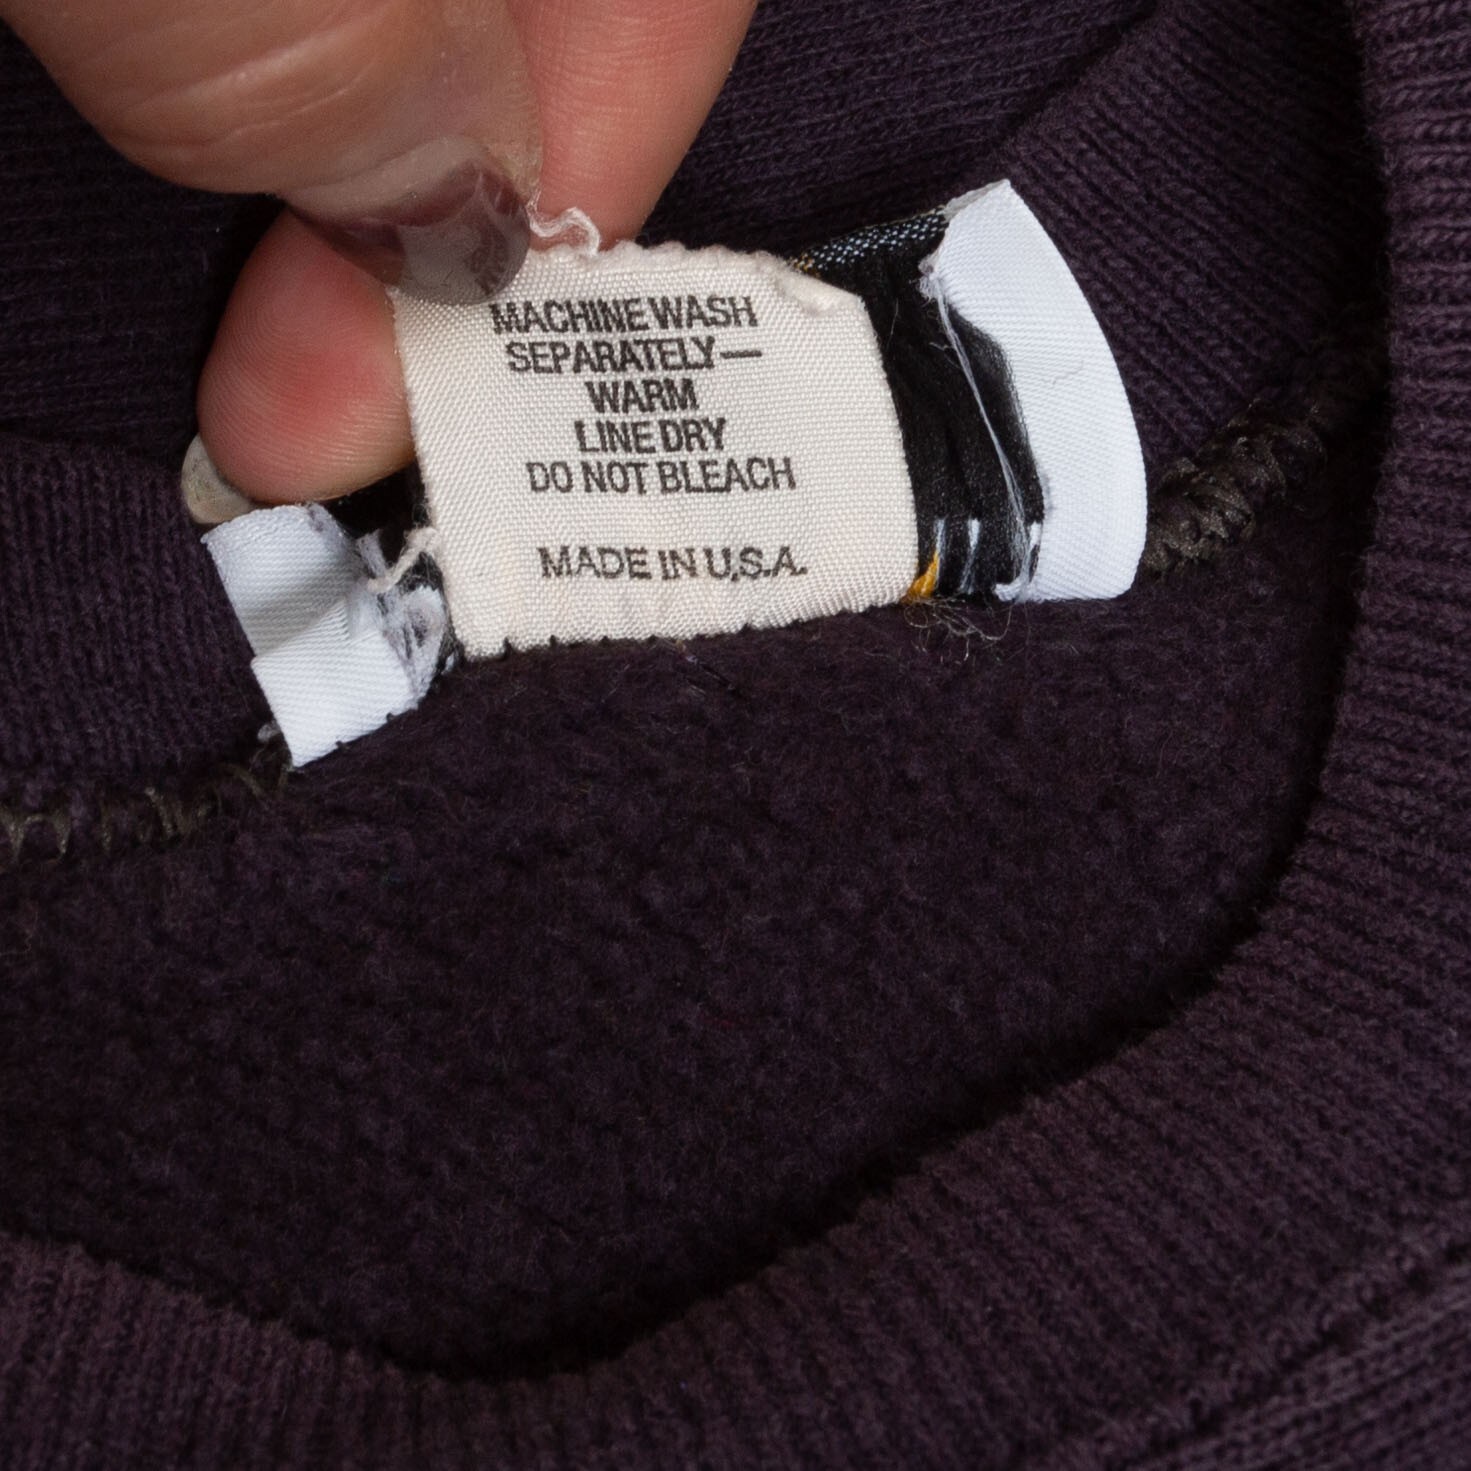 MACHINE WASH
SEPARATELY—
WARM
LINE DRY
DO NOT BLEACH
MADE IN U.S.A.